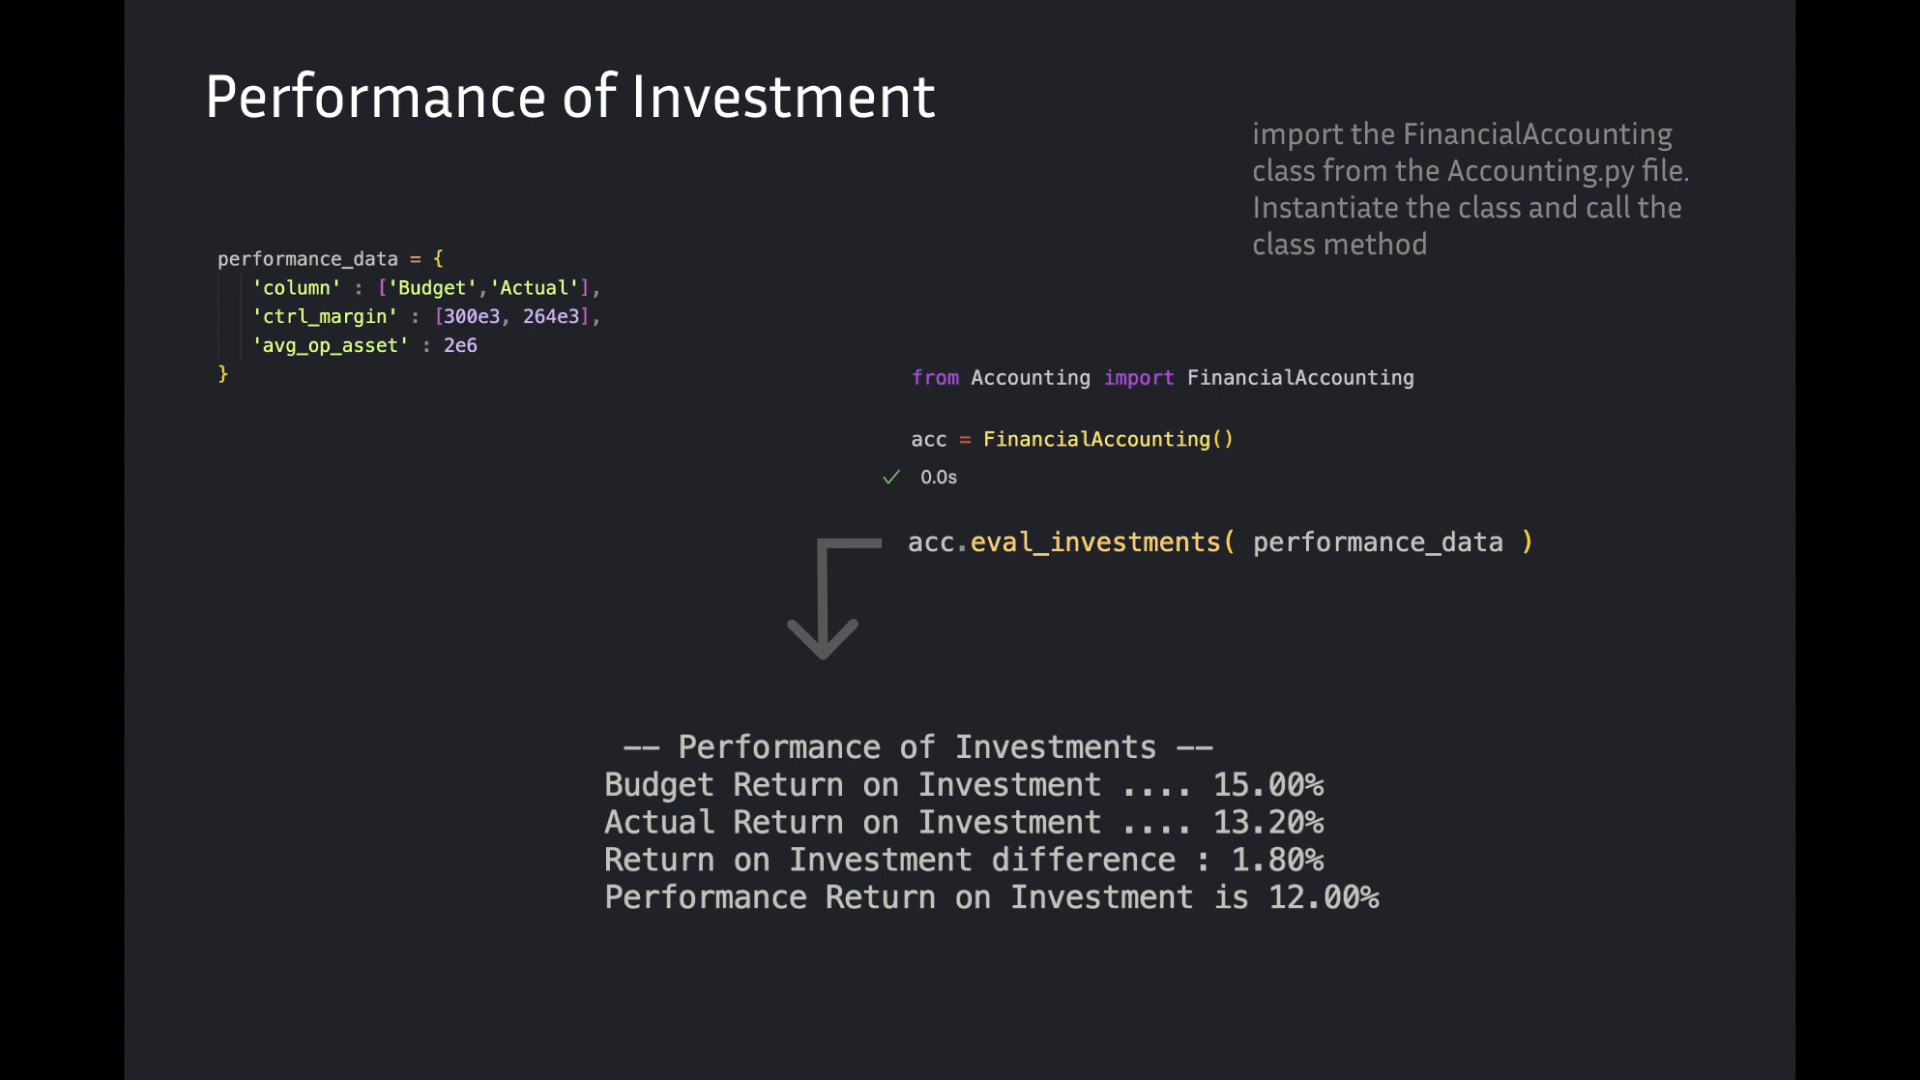 Performance of Investment
import the FinancialAccounting
class from the Accounting.py file.
Instantiate the class and call the
class method
performance_data = {
'column' : ['Budget','Actual'],
'ctrl_margin' : [300e3, 264e3],
'avg_op_asset' : 2e6
}
from Accounting import FinancialAccounting
acc = FinancialAccounting()
✓ 0.0s
acc.eval_investments( performance_data )
–– Performance of Investments ––
Budget Return on Investment .... 15.00%
Actual Return on Investment .... 13.20%
Return on Investment difference : 1.80%
Performance Return on Investment is 12.00%